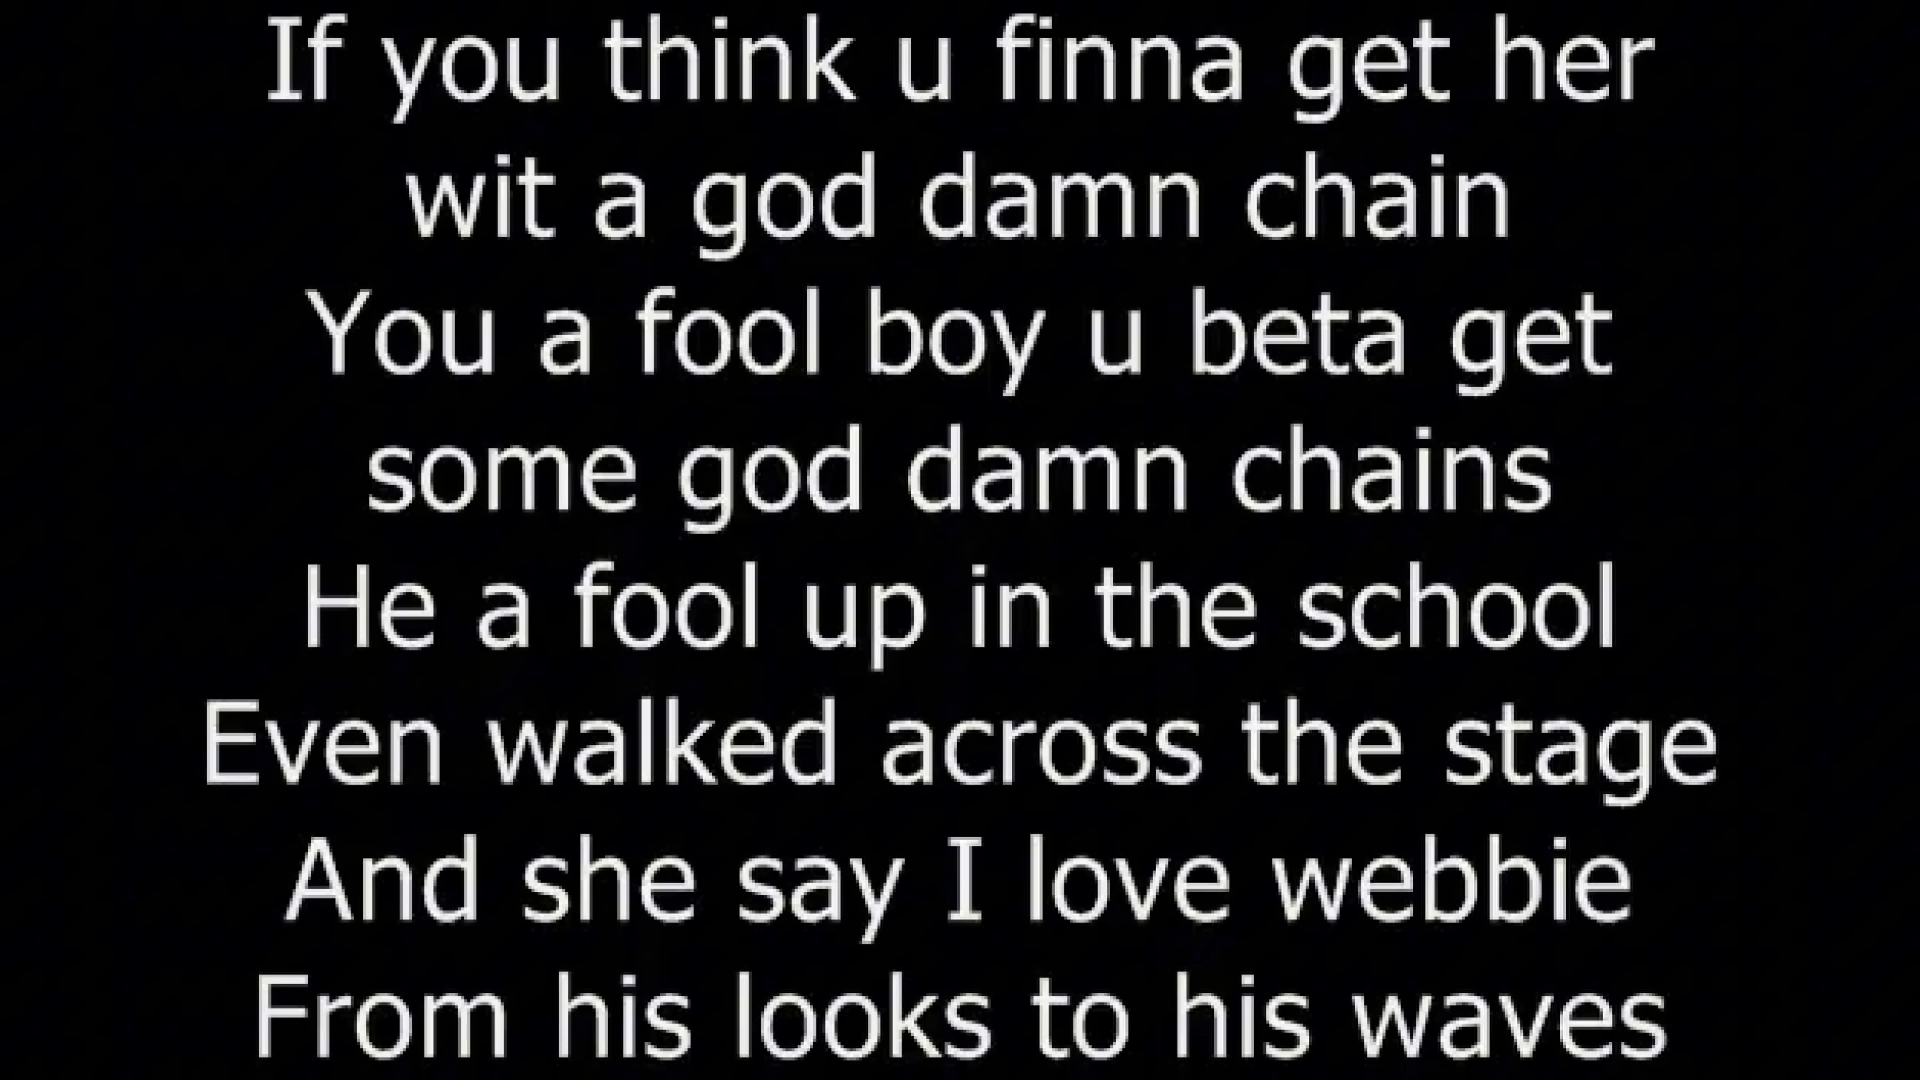 If you think u finna get her
wit a god damn chain
You a fool boy u beta get
some god damn chains
He a fool up in the school
Even walked across the stage
And she say I love webbie
From his looks to his waves